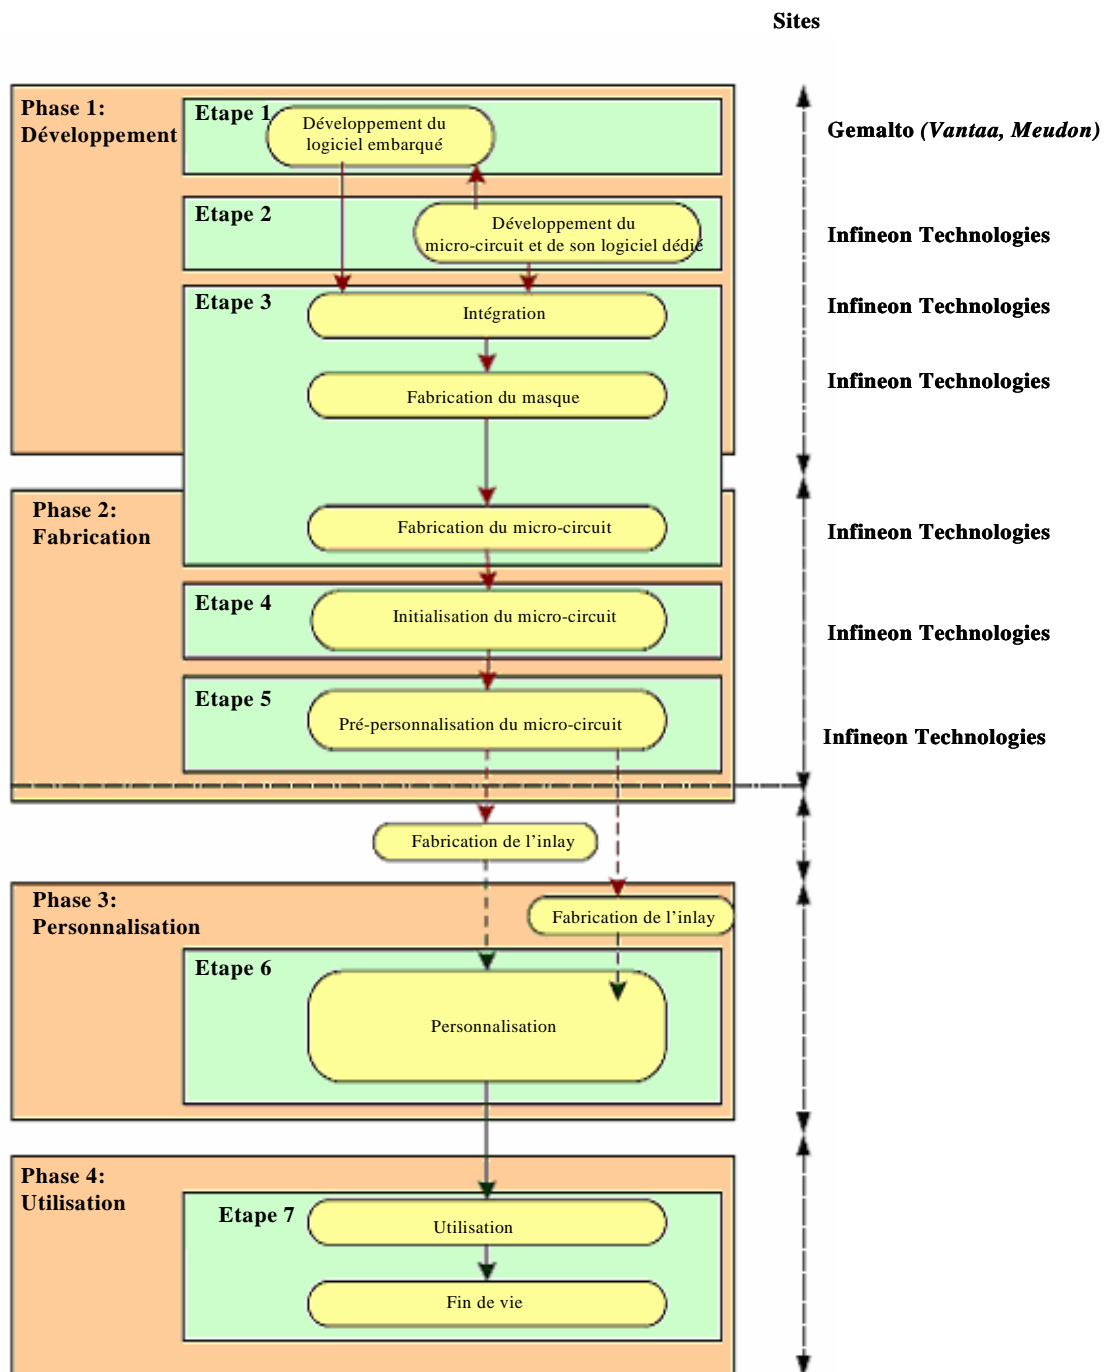 Sites
Phase 1:
Développement
Etape 1
Développement du
logiciel embarqué
Gemalto (Vantaa, Meudon)
Etape 2
Développement du
micro-circuit et de son logiciel dédié
Infineon Technologies
Etape 3
Intégration
Infineon Technologies
Fabrication du masque
Infineon Technologies
Phase 2:
Fabrication
Fabrication du micro-circuit
Infineon Technologies
Etape 4
Initialisation du micro-circuit
Infineon Technologies
Etape 5
Pré-personnalisation du micro-circuit
Infineon Technologies
Fabrication de l’inlay
Phase 3:
Personnalisation
Fabrication de l’inlay
Etape 6
Personnalisation
Phase 4:
Utilisation
Etape 7
Utilisation
Fin de vie